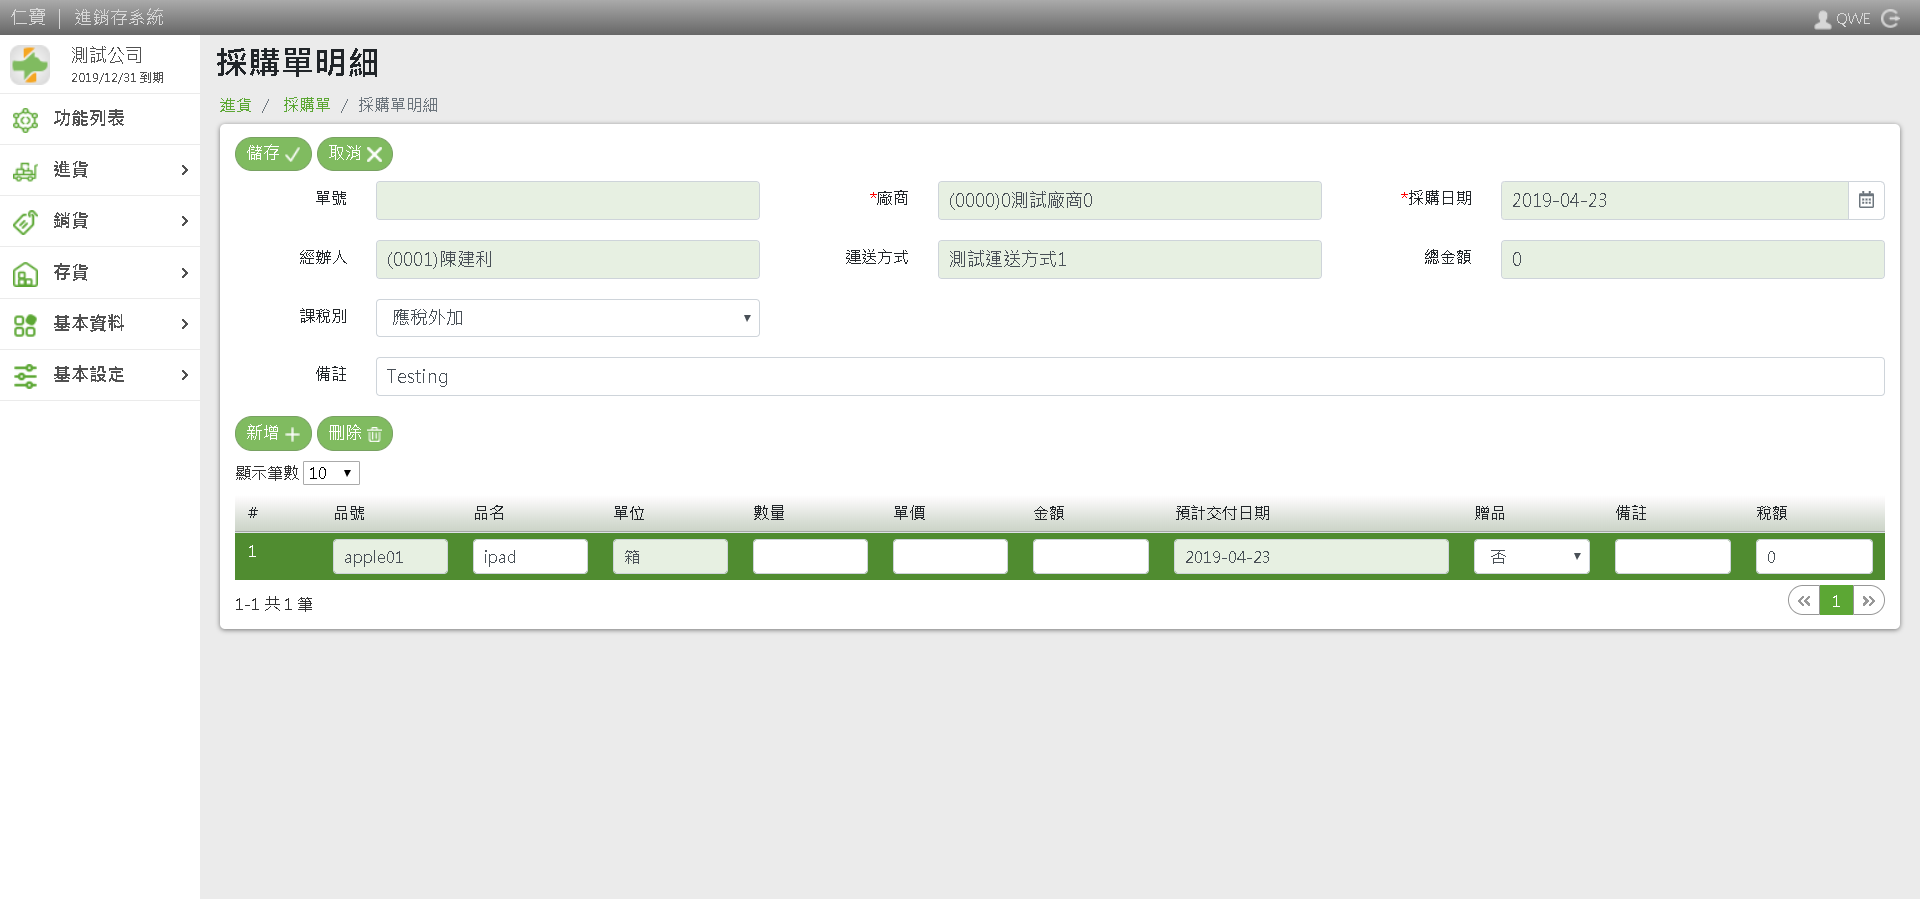 仁寶 | 進銷存系統
QWE
測試公司
2019/12/31 到期
功能列表
進貨
銷貨
存貨
基本資料
基本設定
採購單明細
進貨 / 採購單 / 採購單明細
儲存 取消
單號
*廠商 (0000)0測試廠商0
*採購日期 2019-04-23
經辦人 (0001)陳建利
運送方式 測試運送方式1
總金額 0
課稅別 應稅外加
備註 Testing
新增 刪除
顯示筆數 10
# 品號 品名 單位 數量 單價 金額 預計交付日期 贈品 備註 稅額
1 apple01 ipad 箱 2019-04-23 否 0
1-1 共 1 筆
« 1 »